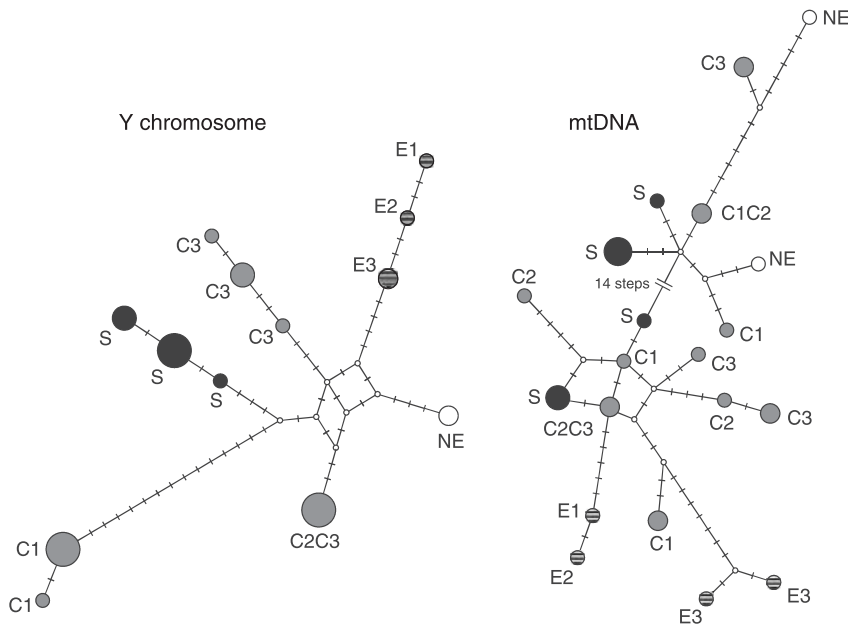 Y chromosome
E1
E2
E3
C3
C3
C3
S
S
S
NE
C2C3
C1
C1
mtDNA
NE
C3
S
C1C2
S
NE
14 steps
C2
S
C1
C1
C3
S
C2C3
C2
C3
E1
E2
C1
E3
E3